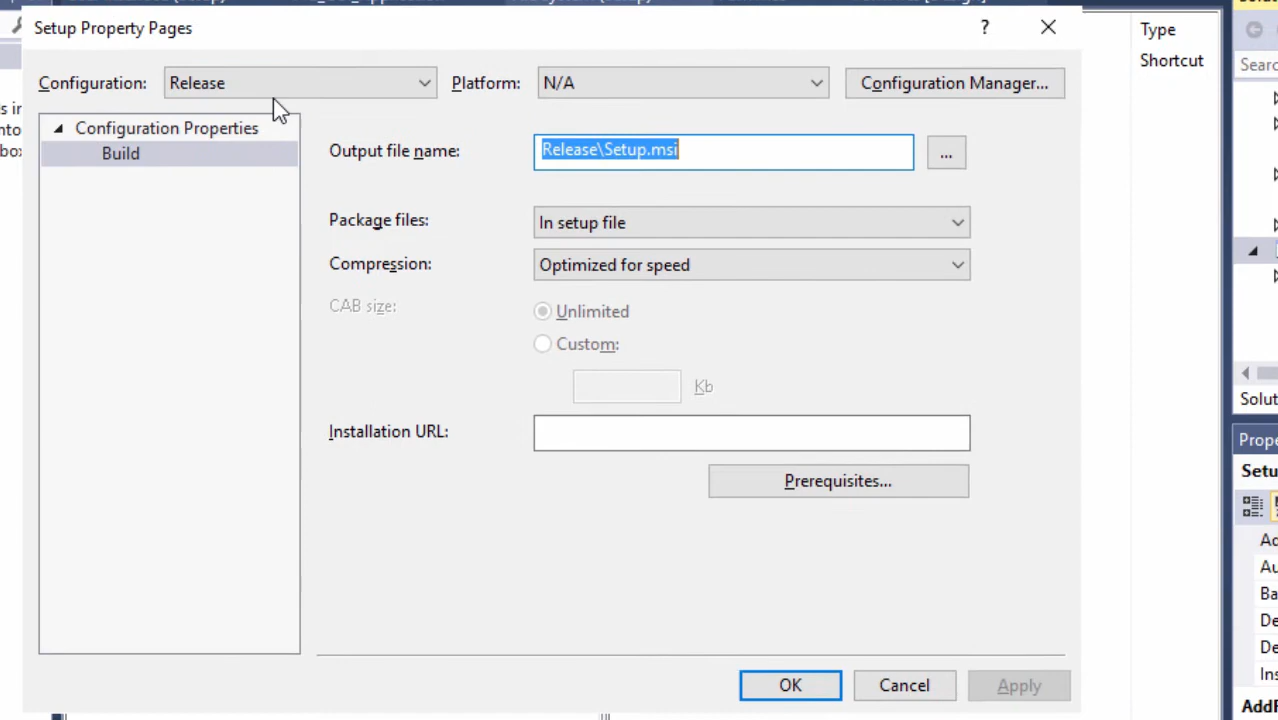 Setup Property Pages
?
Type
Configuration: Release Platform: N/A Configuration Manager...
Shortcut
Configuration Properties
Build
Output file name: Release\Setup.msi ...
Package files: In setup file
Compression: Optimized for speed
CAB size: Unlimited
Custom:
Kb
Installation URL:
Prerequisites...
OK Cancel Apply
Searc
Solut
Prope
Setu
Ac
Au
Ba
De
De
Ins